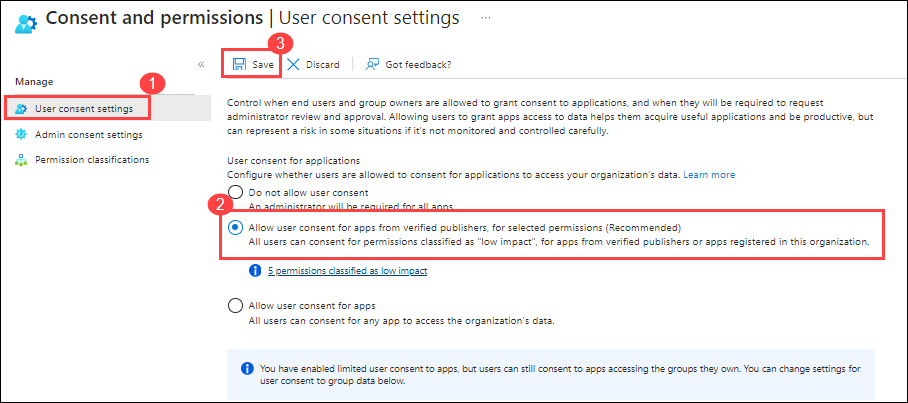 Consent and permissions | User consent settings ...
3
« Save Discard Got feedback?
Manage
1
User consent settings
Admin consent settings
Permission classifications
Control when end users and group owners are allowed to grant consent to applications, and when they will be required to request
administrator review and approval. Allowing users to grant apps access to data helps them acquire useful applications and be productive, but
can represent a risk in some situations if it's not monitored and controlled carefully.
User consent for applications
Configure whether users are allowed to consent for applications to access your organization's data. Learn more
Do not allow user consent
An administrator will be required for all apps.
2
Allow user consent for apps from verified publishers, for selected permissions (Recommended)
All users can consent for permissions classified as "low impact", for apps from verified publishers or apps registered in this organization.
5 permissions classified as low impact
Allow user consent for apps
All users can consent for any app to access the organization's data.
You have enabled limited user consent to apps, but users can still consent to apps accessing the groups they own. You can change settings for
user consent to group data below.